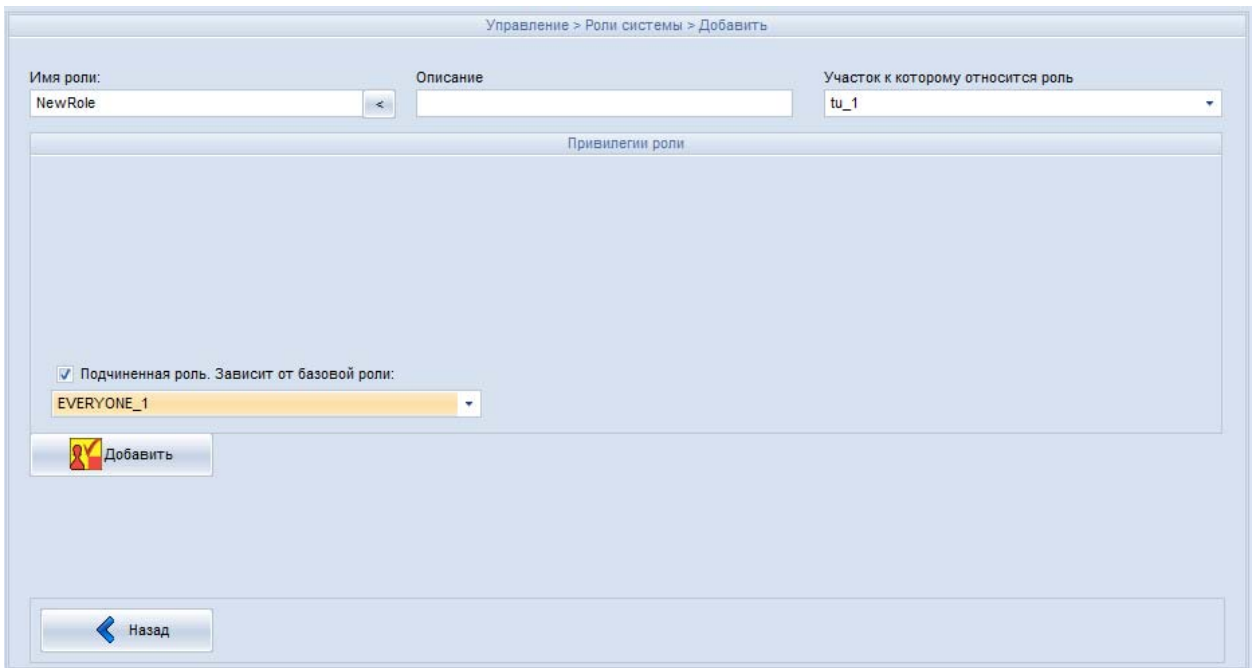 Управление > Роли системы > Добавить
Имя роли:
Описание
Участок к которому относится роль
NewRole
<
tu_1
Привилегии роли
Подчиненная роль. Зависит от базовой роли:
EVERYONE_1
Добавить
Назад